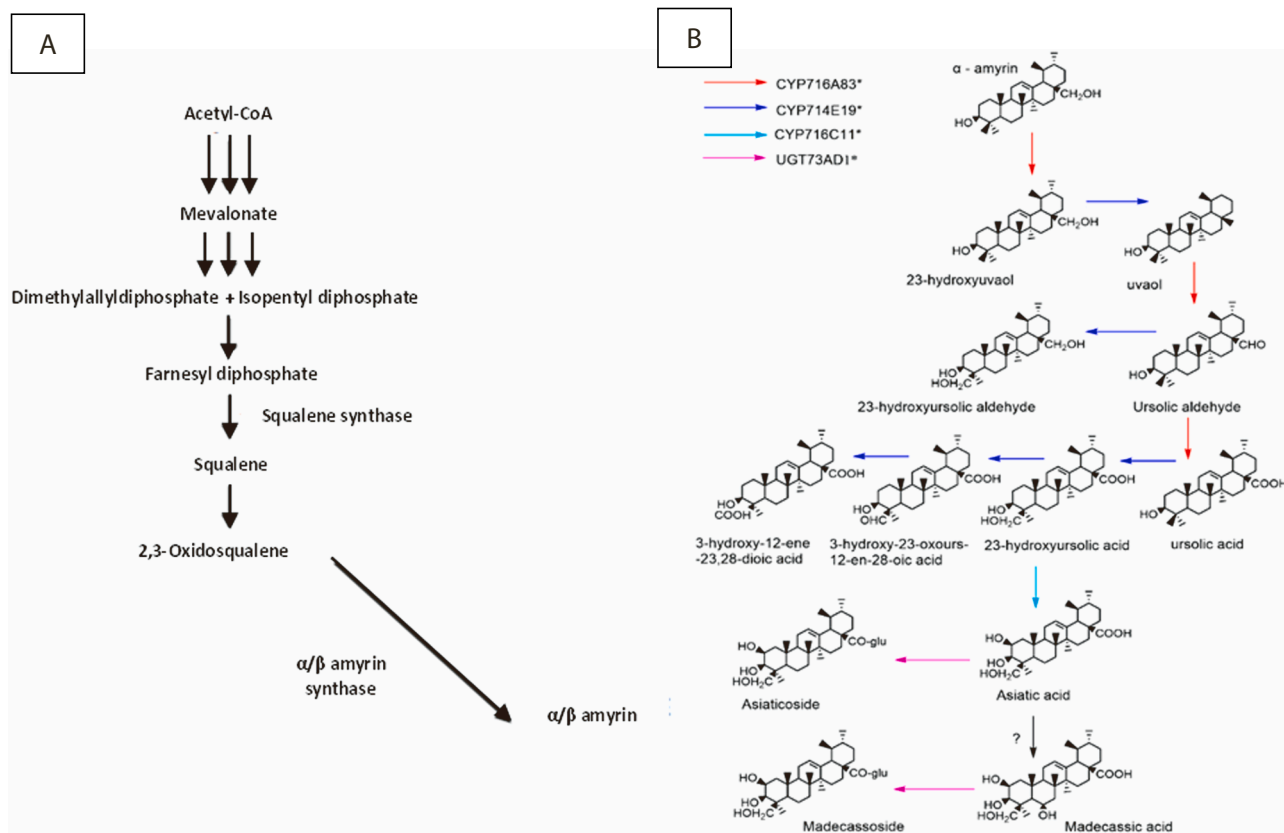 A
Acetyl-CoA
Mevalonate
Dimethylallyldiphosphate + Isopentyl diphosphate
Farnesyl diphosphate
Squalene synthase
Squalene
2,3-Oxidosqualene
α/β amyrin
synthase
α/β amyrin
B
CYP716A83*
CYP714E19*
CYP716C11*
UGT73AD1*
α - amyrin
CH₂OH
HO
CH₂OH
HO
23-hydroxyuvaol
HO
uvaol
CH₂OH
HO
HOH₂C
23-hydroxyursolic aldehyde
CHO
HO
Ursolic aldehyde
COOH
HO
COOH
3-hydroxy-12-ene
-23,28-dioic acid
COOH
HO
OHC
3-hydroxy-23-oxours-
12-en-28-oic acid
COOH
HO
HOH₂C
23-hydroxyursolic acid
COOH
HO
ursolic acid
HO
CO-glu
HO
HOH₂C
Asiaticoside
HO
COOH
HO
HOH₂C
Asiatic acid
?
HO
CO-glu
HO
HOH₂C
Madecassoside
HO
COOH
HO
HOH₂C
OH
Madecassic acid